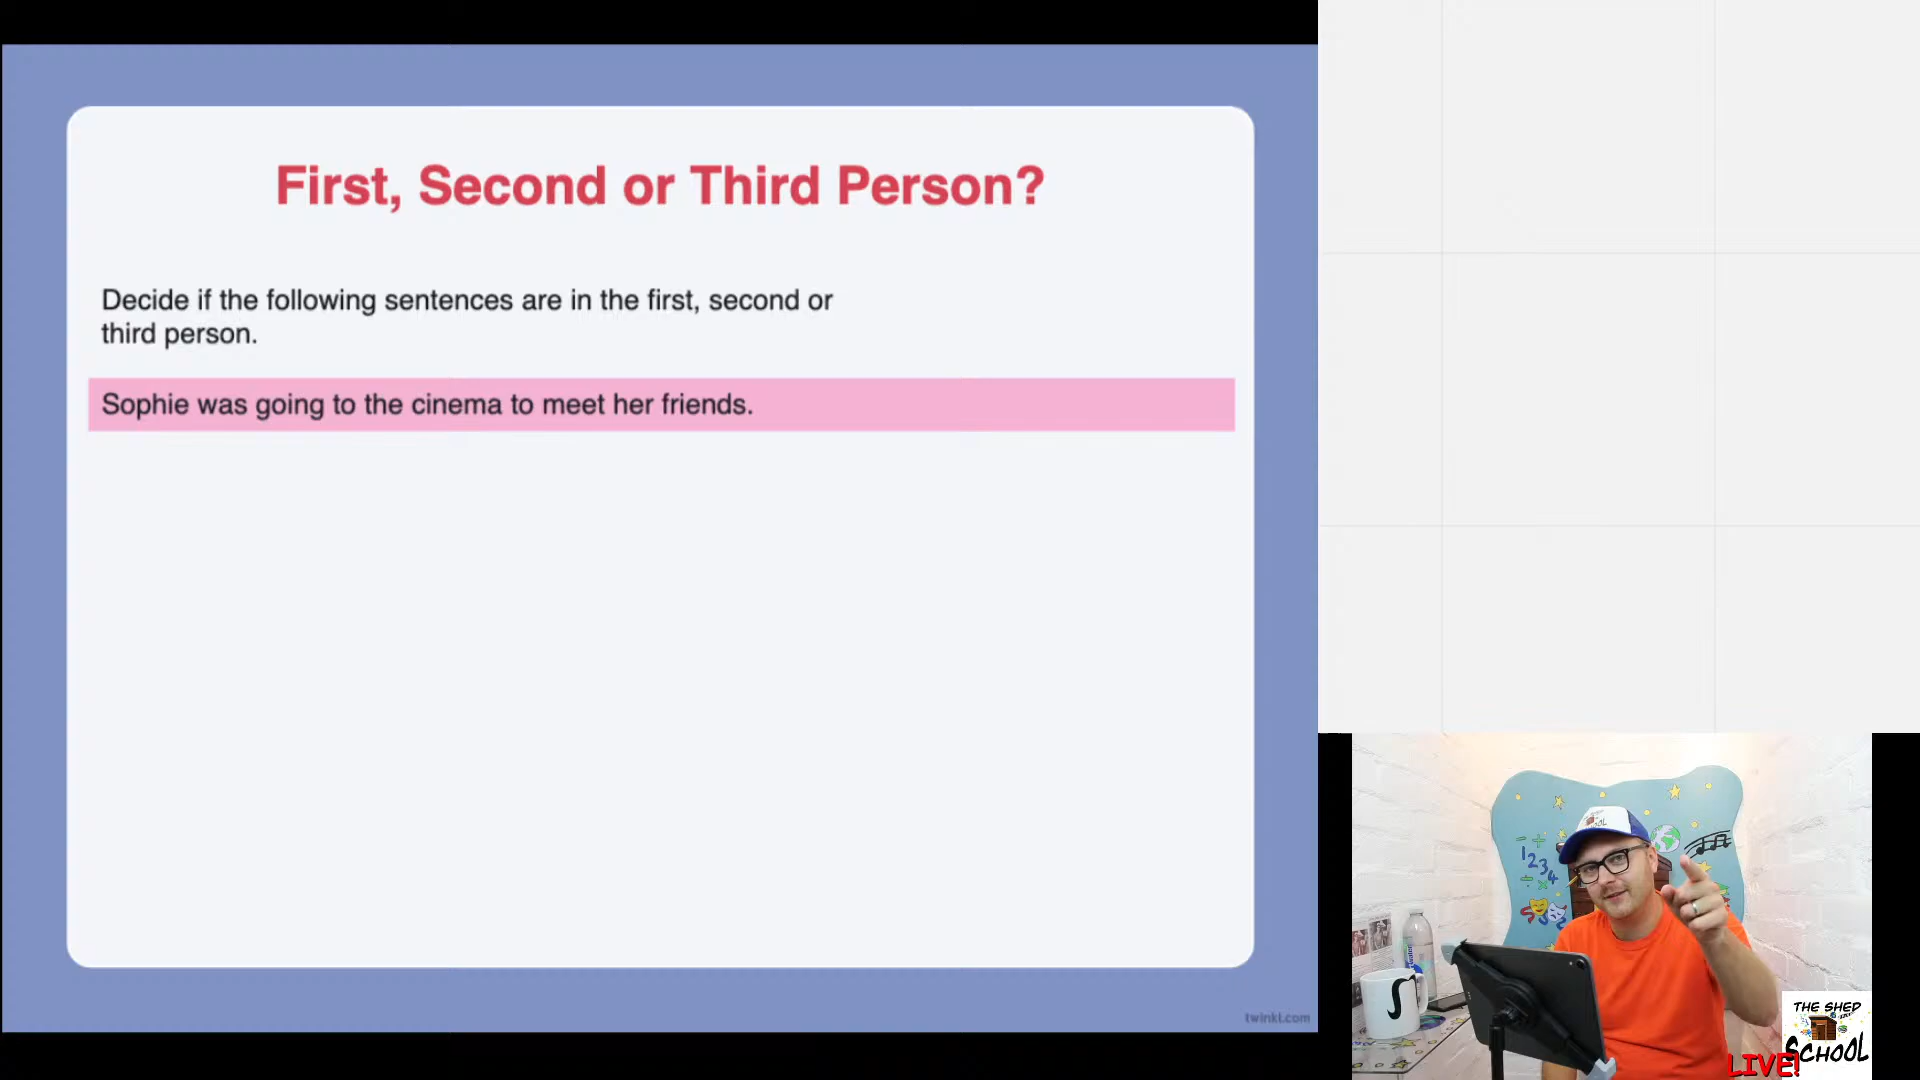 First, Second or Third Person?
Decide if the following sentences are in the first, second or
third person.
Sophie was going to the cinema to meet her friends.
twinkl.com
1234
THE SHED
SCHOOL
LIVE!